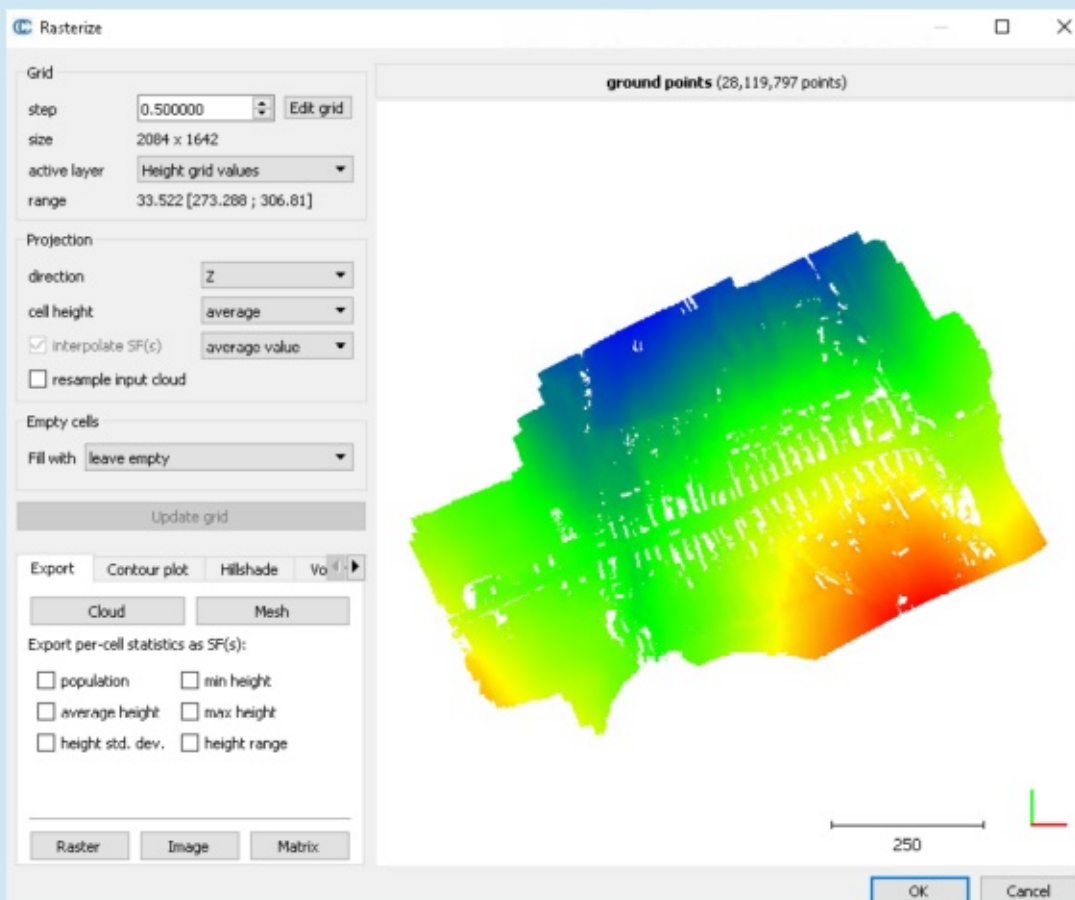 Rasterize
Grid
step 0.500000 Edit grid
size 2084 x 1642
active layer Height grid values
range 33.522 [273.288 ; 306.81]
Projection
direction Z
cell height average
interpolate SF(s) average value
resample input cloud
Empty cells
Fill with leave empty
Update grid
Export Contour plot Hillshade Vo
Cloud Mesh
Export per-cell statistics as SF(s):
population min height
average height max height
height std. dev. height range
Raster Image Matrix
ground points (28,119,797 points)
250
OK Cancel